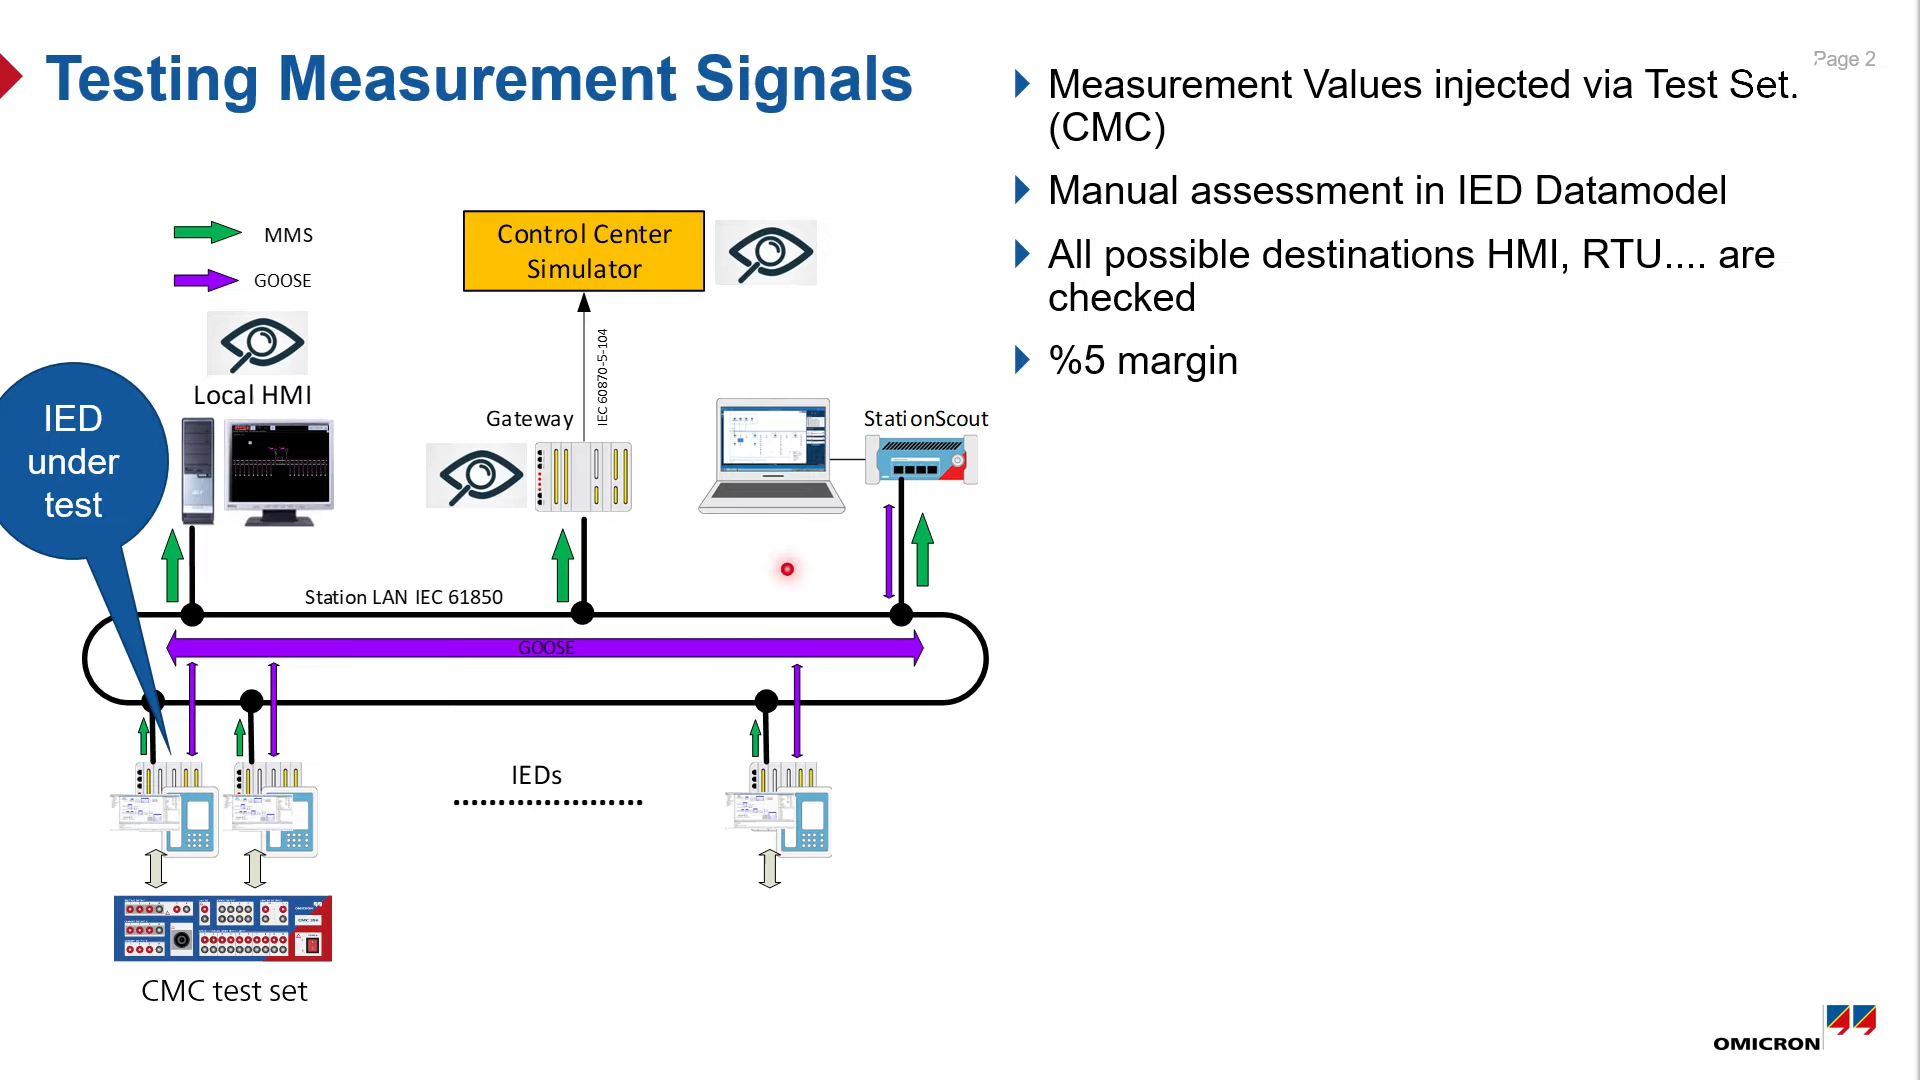 Testing Measurement Signals
Page 2
Measurement Values injected via Test Set.
(CMC)
Manual assessment in IED Datamodel
All possible destinations HMI, RTU.... are
checked
%5 margin
MMS
GOOSE
Control Center
Simulator
IEC 60870-5-104
Local HMI
IED
under
test
Gateway
StationScout
Station LAN IEC 61850
GOOSE
IEDs
CMC test set
OMICRON